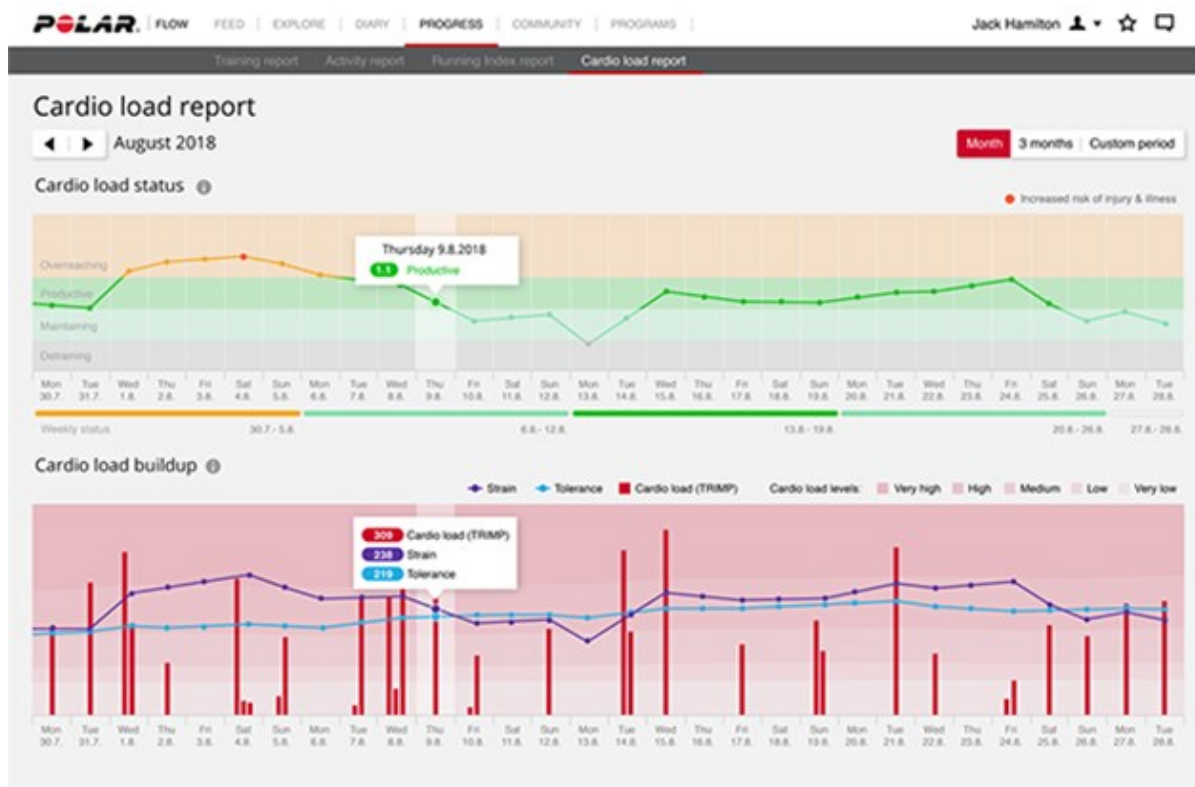 POLAR. FLOW FEED EXPLORE DIARY PROGRESS COMMUNITY PROGRAMS Jack Hamilton
Training report Activity report Running Index report Cardio load report
Cardio load report
August 2018 Month 3 months Custom period
Cardio load status
Increased risk of injury & illness
Thursday 9.8.2018
1.1 Productive
Overreaching
Productive
Maintaining
Detraining
Mon Tue Wed Thu Fri Sat Sun Mon Tue Wed Thu Fri Sat Sun Mon Tue Wed Thu Fri Sat Sun Mon Tue Wed Thu Fri Sat Sun Mon Tue
30.7. 31.7. 1.8. 2.8. 3.8. 4.8. 5.8. 6.8. 7.8. 8.8. 9.8. 10.8. 11.8. 12.8. 13.8. 14.8. 15.8. 16.8. 17.8. 18.8. 19.8. 20.8. 21.8. 22.8. 23.8. 24.8. 25.8. 26.8. 27.8. 28.8.
Weekly status 30.7.- 5.8. 6.8.- 12.8. 13.8.- 19.8. 20.8.- 26.8. 27.8.- 28.8.
Cardio load buildup
Strain Tolerance Cardio load (TRIMP) Cardio load levels: Very high High Medium Low Very low
309 Cardio load (TRIMP)
238 Strain
219 Tolerance
Mon Tue Wed Thu Fri Sat Sun Mon Tue Wed Thu Fri Sat Sun Mon Tue Wed Thu Fri Sat Sun Mon Tue Wed Thu Fri Sat Sun Mon Tue
30.7. 31.7. 1.8. 2.8. 3.8. 4.8. 5.8. 6.8. 7.8. 8.8. 9.8. 10.8. 11.8. 12.8. 13.8. 14.8. 15.8. 16.8. 17.8. 18.8. 19.8. 20.8. 21.8. 22.8. 23.8. 24.8. 25.8. 26.8. 27.8. 28.8.